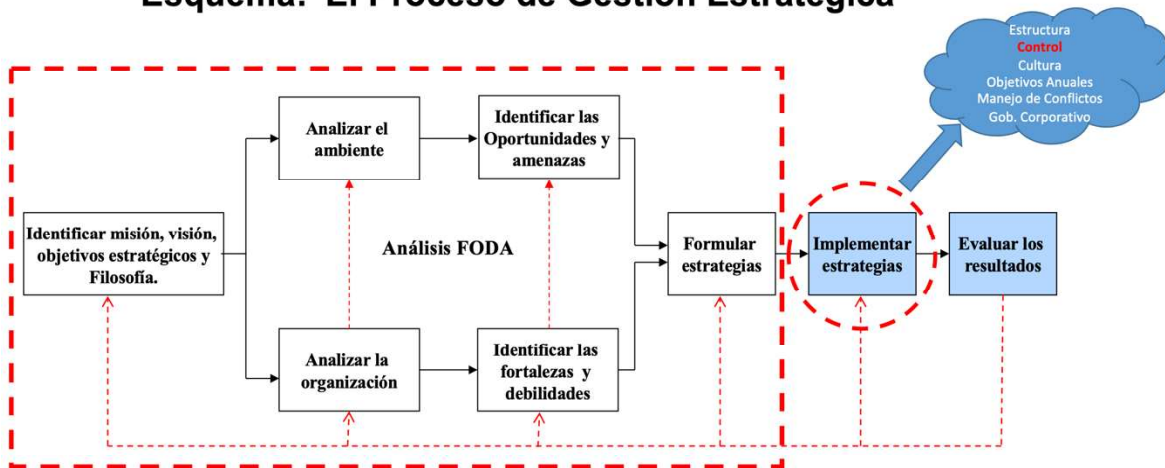 Esquema: El Proceso de Gestión Estratégica
Estructura
Control
Cultura
Objetivos Anuales
Manejo de Conflictos
Gob. Corporativo
Analizar el
ambiente
Identificar las
Oportunidades y
amenazas
Identificar misión, visión,
objetivos estratégicos y
Filosofía.
Análisis FODA
Formular
estrategias
Implementar
estrategias
Evaluar los
resultados
Analizar la
organización
Identificar las
fortalezas y
debilidades